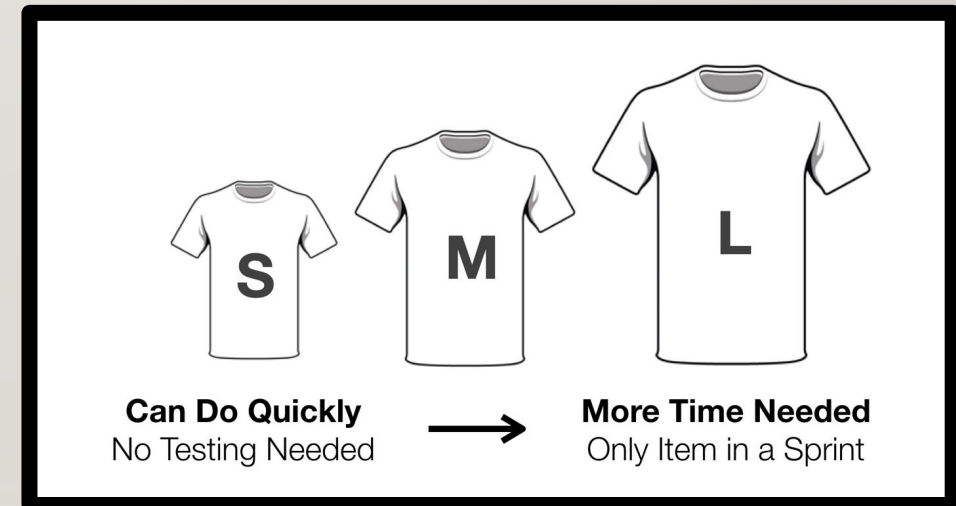 S
M
L
Can Do Quickly
No Testing Needed
More Time Needed
Only Item in a Sprint